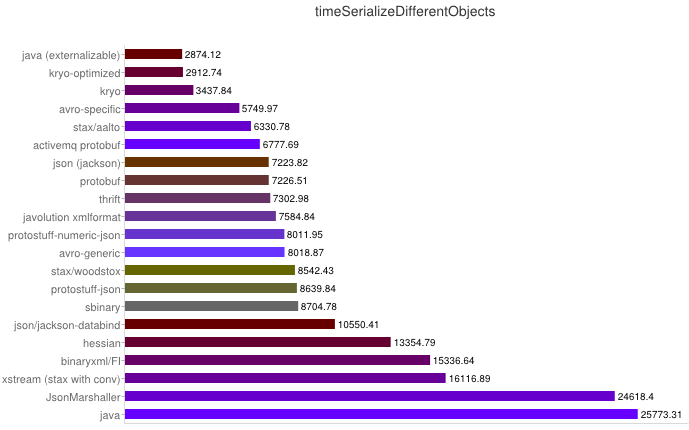 timeSerializeDifferentObjects
java (externalizable) 2874.12
kryo-optimized 2912.74
kryo 3437.84
avro-specific 5749.97
stax/aalto 6330.78
activemq protobuf 6777.69
json (jackson) 7223.82
protobuf 7226.51
thrift 7302.98
javolution xmlformat 7584.84
protostuff-numeric-json 8011.95
avro-generic 8018.87
stax/woodstox 8542.43
protostuff-json 8639.84
sbinary 8704.78
json/jackson-databind 10550.41
hessian 13354.79
binaryxml/FI 15336.64
xstream (stax with conv) 16116.89
JsonMarshaller 24618.4
java 25773.31